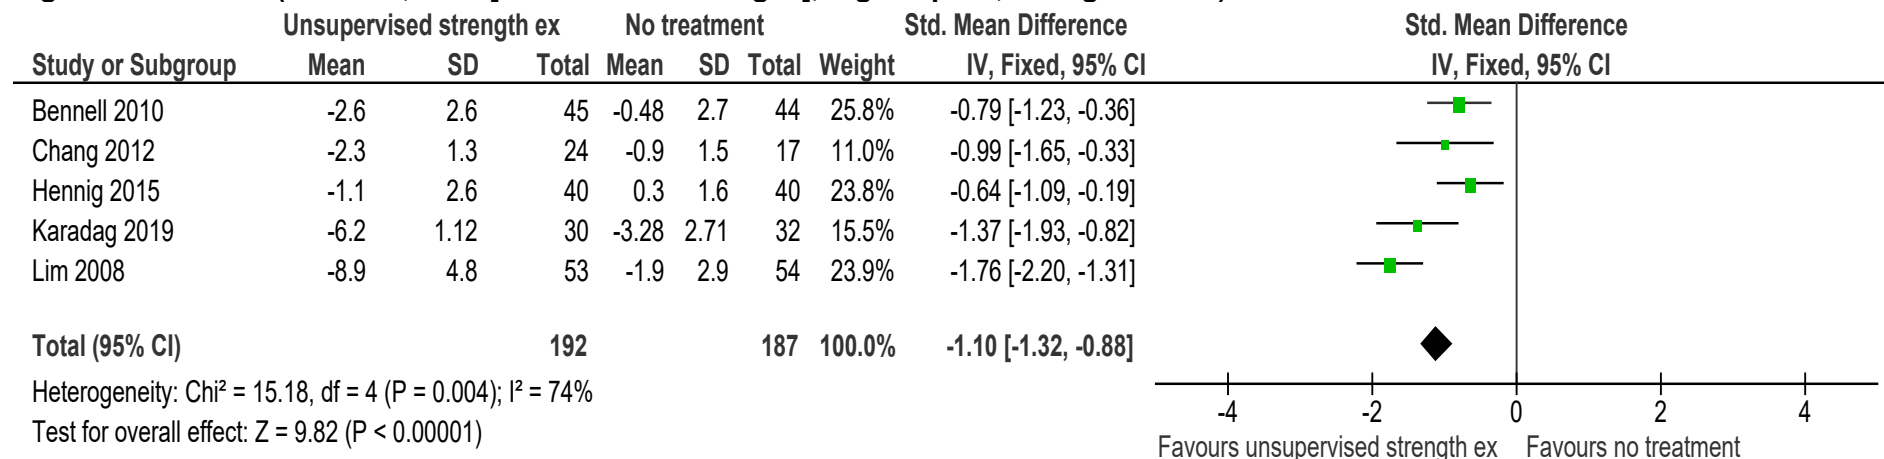 Unsupervised strength ex No treatment Std. Mean Difference Std. Mean Difference
Study or Subgroup Mean SD Total Mean SD Total Weight IV, Fixed, 95% CI IV, Fixed, 95% CI
Bennell 2010 -2.6 2.6 45 -0.48 2.7 44 25.8% -0.79 [-1.23, -0.36]
Chang 2012 -2.3 1.3 24 -0.9 1.5 17 11.0% -0.99 [-1.65, -0.33]
Hennig 2015 -1.1 2.6 40 0.3 1.6 40 23.8% -0.64 [-1.09, -0.19]
Karadag 2019 -6.2 1.12 30 -3.28 2.71 32 15.5% -1.37 [-1.93, -0.82]
Lim 2008 -8.9 4.8 53 -1.9 2.9 54 23.9% -1.76 [-2.20, -1.31]
Total (95% CI) 192 187 100.0% -1.10 [-1.32, -0.88]
Heterogeneity: Chi² = 15.18, df = 4 (P = 0.004); I² = 74%
Test for overall effect: Z = 9.82 (P < 0.00001)
-4 -2 0 2 4
Favours unsupervised strength ex Favours no treatment